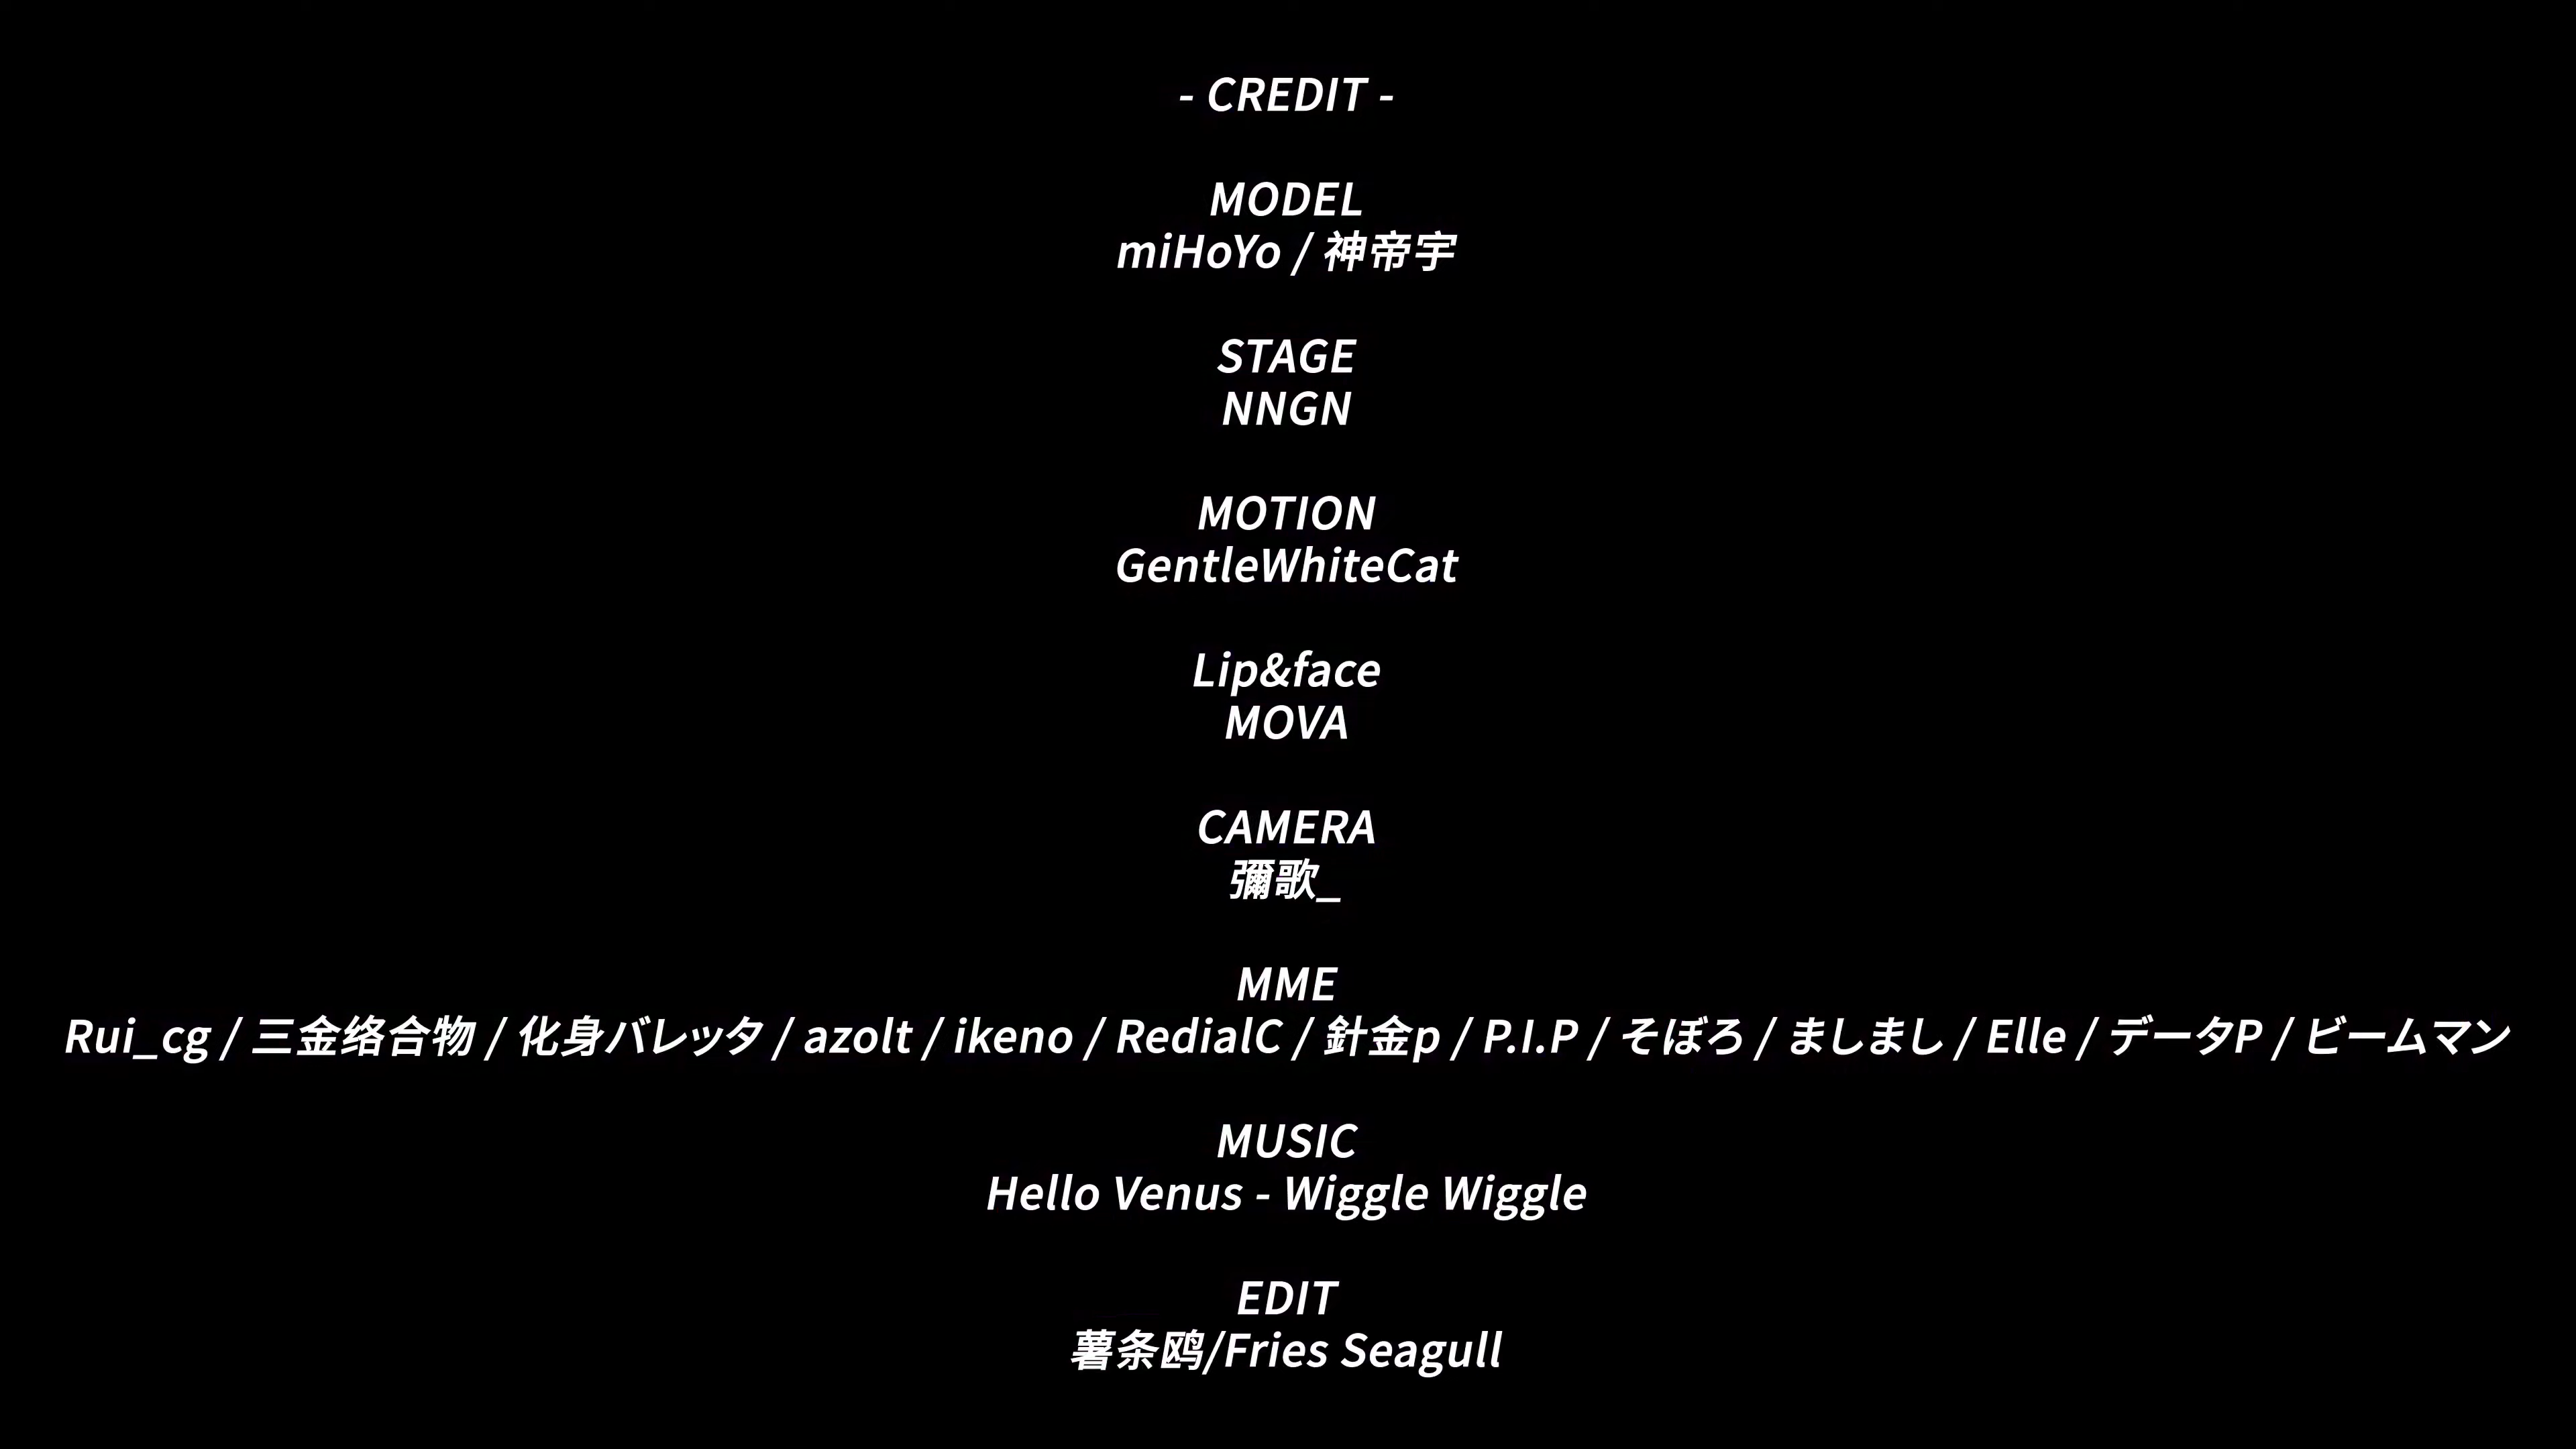 - CREDIT -
MODEL
miHoYo / 神帝宇
STAGE
NNGN
MOTION
GentleWhiteCat
Lip&face
MOVA
CAMERA
彌歌_
MME
Rui_cg / 三金络合物 / 化身バレッタ / azolt / ikeno / RedialC / 針金p / P.I.P / そぼろ / ましまし / Elle / データP / ビームマン
MUSIC
Hello Venus - Wiggle Wiggle
EDIT
薯条鸥/Fries Seagull